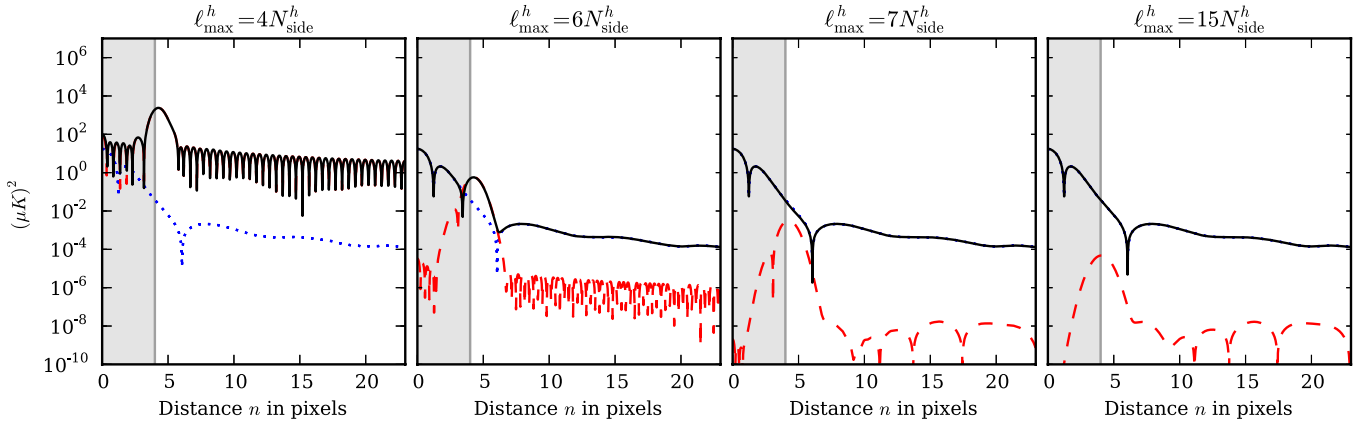 ℓ^h_max = 4N^h_side ℓ^h_max = 6N^h_side ℓ^h_max = 7N^h_side ℓ^h_max = 15N^h_side
10^6
10^4
10^2
10^0
10^-2
10^-4
10^-6
10^-8
10^-10
(μK)^2
0 5 10 15 20 0 5 10 15 20 0 5 10 15 20 0 5 10 15 20
Distance n in pixels Distance n in pixels Distance n in pixels Distance n in pixels